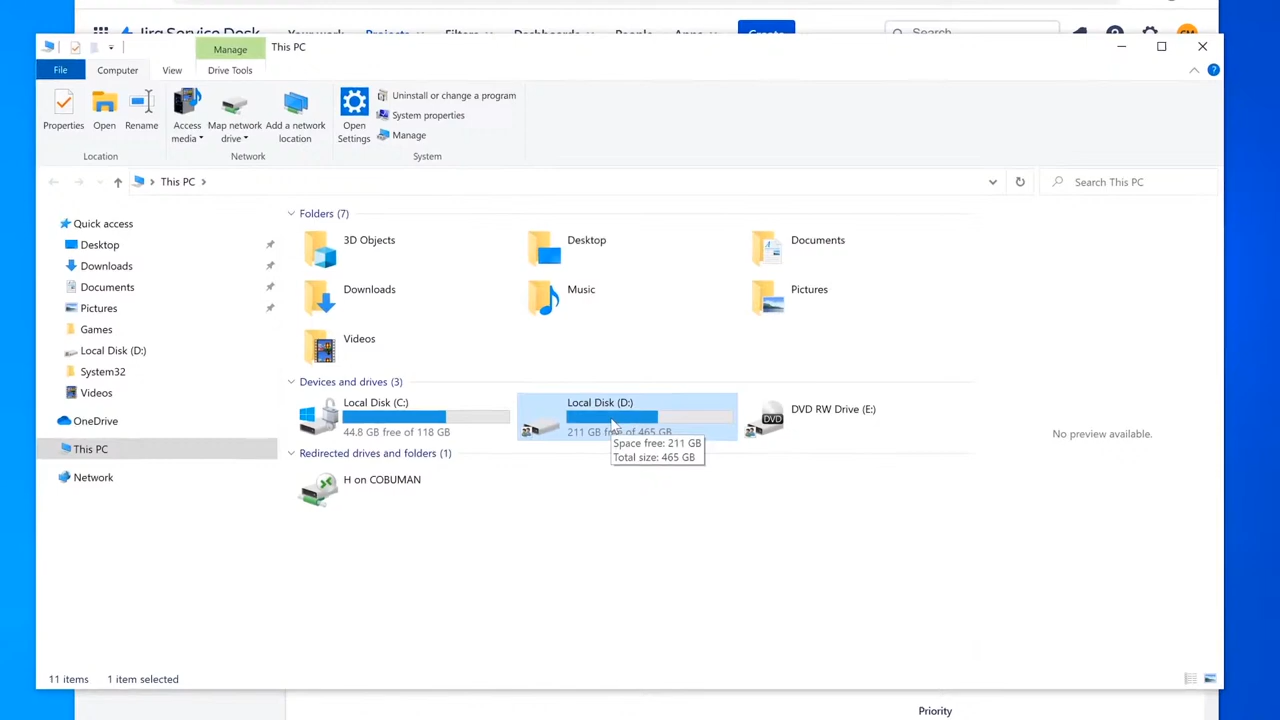 Jira Service Desk Your work Projects Filters Dashboards People Apps Create Search
Manage This PC
File Computer View Drive Tools
Properties Open Rename Access media Map network drive Add a network location Open Settings Uninstall or change a program
System properties
Manage
Location Network System
This PC Search This PC
Quick access
Desktop
Downloads
Documents
Pictures
Games
Local Disk (D:)
System32
Videos
OneDrive
This PC
Network
Folders (7)
3D Objects Desktop Documents
Downloads Music Pictures
Videos
Devices and drives (3)
Local Disk (C:) Local Disk (D:) DVD RW Drive (E:)
DVD
44.8 GB free of 118 GB 211 GB free of 465 GB
Space free: 211 GB
Total size: 465 GB
Redirected drives and folders (1)
H on COBUMAN
No preview available.
11 items 1 item selected
Priority